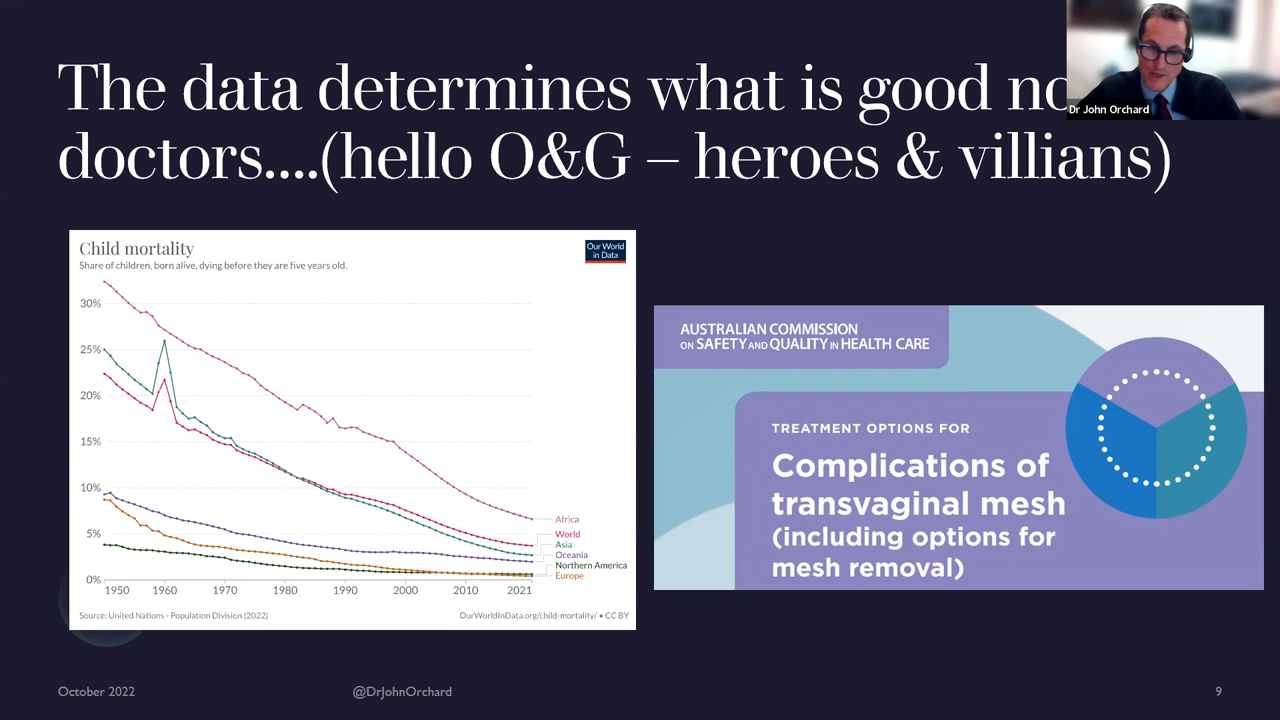 The data determines what is good no
doctors....(hello O&G – heroes & villians)
Dr John Orchard
Child mortality
Share of children, born alive, dying before they are five years old.
Our World
in Data
30%
25%
20%
15%
10%
5%
0%
1950 1960 1970 1980 1990 2000 2010 2021
Africa
World
Asia
Oceania
Northern America
Europe
Source: United Nations - Population Division (2022)
OurWorldInData.org/child-mortality/ • CC BY
AUSTRALIAN COMMISSION
ON SAFETY AND QUALITY IN HEALTH CARE
TREATMENT OPTIONS FOR
Complications of
transvaginal mesh
(including options for
mesh removal)
October 2022
@DrJohnOrchard
9